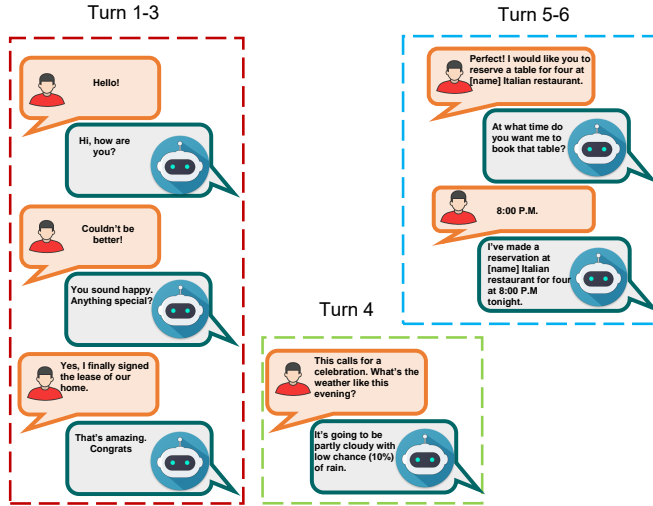 Turn 1-3
Hello!
Hi, how are
you?
Couldn't be
better!
You sound happy.
Anything special?
Yes, I finally signed
the lease of our
home.
That's amazing.
Congrats
Turn 4
This calls for a
celebration. What's the
weather like this
evening?
It's going to be
partly cloudy with
low chance (10%)
of rain.
Turn 5-6
Perfect! I would like you to
reserve a table for four at
[name] Italian restaurant.
At what time do
you want me to
book that table?
8:00 P.M.
I've made a
reservation at
[name] Italian
restaurant for four
at 8:00 P.M
tonight.